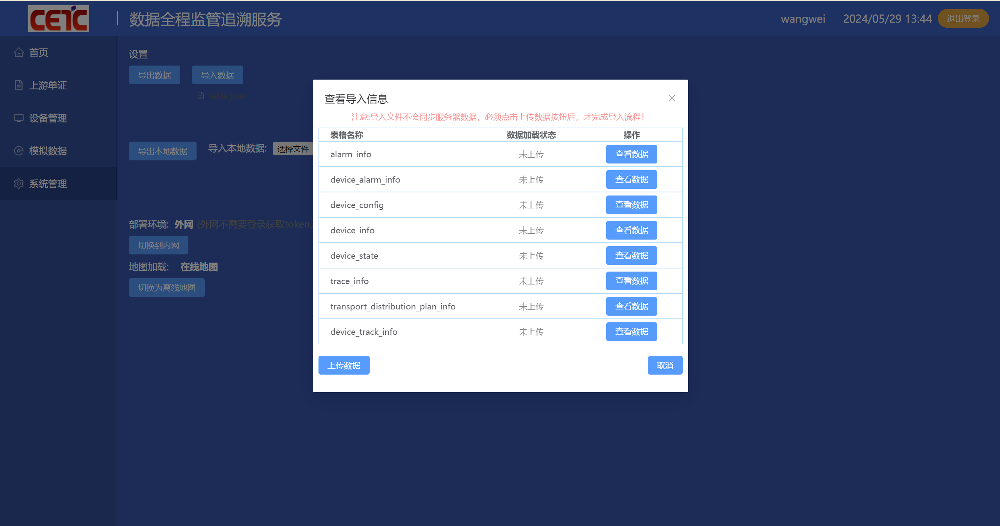 CETC
数据全程监管追溯服务
wangwei
2024/05/29 13:44
退出登录
首页
上游单证
设备管理
模拟数据
系统管理
设置
导出数据
导入数据
table.json
导出本地数据
导入本地数据:
选择文件
部署环境: 外网 (外网不需要登录获取token,
切换到内网
地图加载: 在线地图
切换为离线地图
查看导入信息
注意:导入文件不会同步服务器数据，必须点击上传数据按钮后，才完成导入流程！
表格名称 数据加载状态 操作
alarm_info 未上传 查看数据
device_alarm_info 未上传 查看数据
device_config 未上传 查看数据
device_info 未上传 查看数据
device_state 未上传 查看数据
trace_info 未上传 查看数据
transport_distribution_plan_info 未上传 查看数据
device_track_info 未上传 查看数据
上传数据
取消